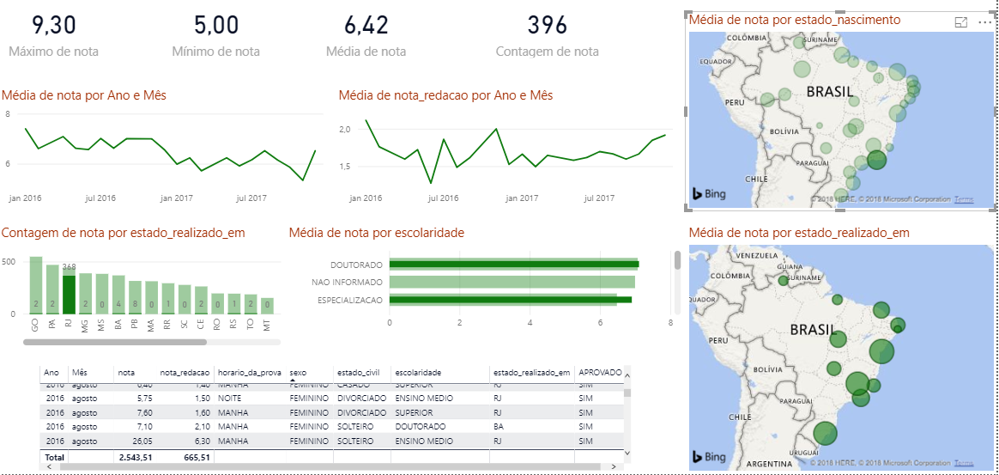 9,30
Máximo de nota
5,00
Mínimo de nota
6,42
Média de nota
396
Contagem de nota
Média de nota por estado_nascimento
COLÔMBIA
SURINAME
EQUADOR
PERU
BRASIL
BOLÍVIA
PARAGUAI
CHILE
Bing
© 2018 HERE, © 2018 Microsoft Corporation Terms
Média de nota por Ano e Mês
8
6
jan 2016 jul 2016 jan 2017 jul 2017
Média de nota_redacao por Ano e Mês
2,0
1,5
jan 2016 jul 2016 jan 2017 jul 2017
Contagem de nota por estado_realizado_em
500
0
368
2 2 2 0 4 8 0 1 0 2 0 1 2 0
GO PA RJ MG MS BA PB MA RR SC CE RO RS TO MT
Média de nota por escolaridade
DOUTORADO
NAO INFORMADO
ESPECIALIZACAO
0 2 4 6 8
Média de nota por estado_realizado_em
VENEZUELA
GUIANA
COLÔMBIA
SURINAME
QUADOR
BRASIL
PERU
BOLÍVIA
PARAGUAI
CHILE
URUGUAI
ARGENTINA
Bing
© 2018 HERE, © 2018 Microsoft Corporation Terms
Ano Mês nota nota_redacao horario_da_prova sexo estado_civil escolaridade estado_realizado_em APROVADO
2016 agosto 6,40 1,40 MANHA FEMININO CASADO SUPERIOR RJ SIM
2016 agosto 5,75 1,50 NOITE FEMININO DIVORCIADO ENSINO MEDIO RJ SIM
2016 agosto 7,60 1,60 MANHA FEMININO DIVORCIADO SUPERIOR RJ SIM
2016 agosto 7,10 2,10 MANHA FEMININO SOLTEIRO DOUTORADO BA SIM
2016 agosto 26,05 6,30 MANHA FEMININO SOLTEIRO ENSINO MEDIO RJ SIM
Total 2.543,51 665,51